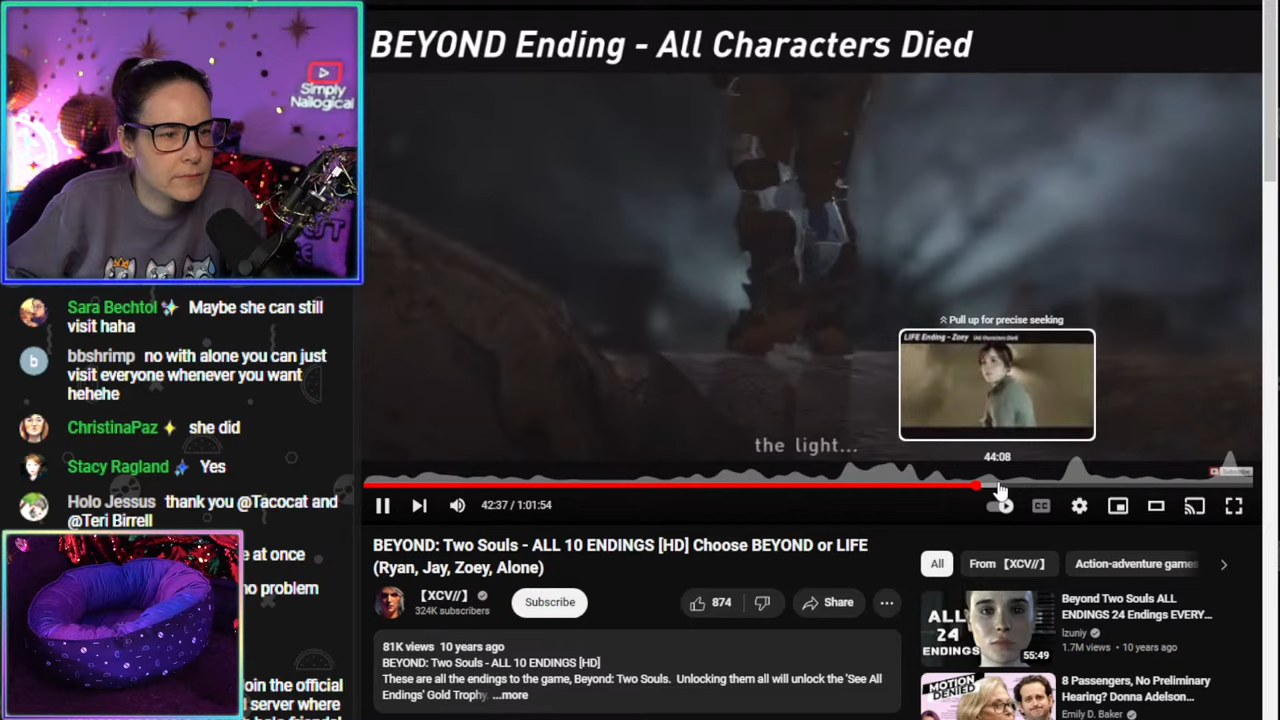 Simply
Nailogical
Sara Bechtol Maybe she can still
visit haha
bbshrimp no with alone you can just
visit everyone whenever you want
hehehe
ChristinaPaz she did
Stacy Ragland Yes
Holo Jessus thank you @Tacocat and
@Teri Birrell
e at once
no problem
oin the official
server where
BEYOND Ending - All Characters Died
Pull up for precise seeking
LIFE Ending - Zoey
44:08
the light...
Subscribe
42:37 / 1:01:54
CC
BEYOND: Two Souls - ALL 10 ENDINGS [HD] Choose BEYOND or LIFE
(Ryan, Jay, Zoey, Alone)
【XCV//】
324K subscribers
Subscribe
874
Share
81K views 10 years ago
BEYOND: Two Souls - ALL 10 ENDINGS [HD]
These are all the endings to the game, Beyond: Two Souls. Unlocking them all will unlock the 'See All
Endings' Gold Trophy. ...more
All
From 【XCV//】
Action-adventure games
ALL
24
ENDINGS
55:49
Beyond Two Souls ALL
ENDINGS 24 Endings EVERY...
Izuniy
1.7M views · 10 years ago
MOTION
DENIED
8 Passengers, No Preliminary
Hearing? Donna Adelson...
Emily D. Baker